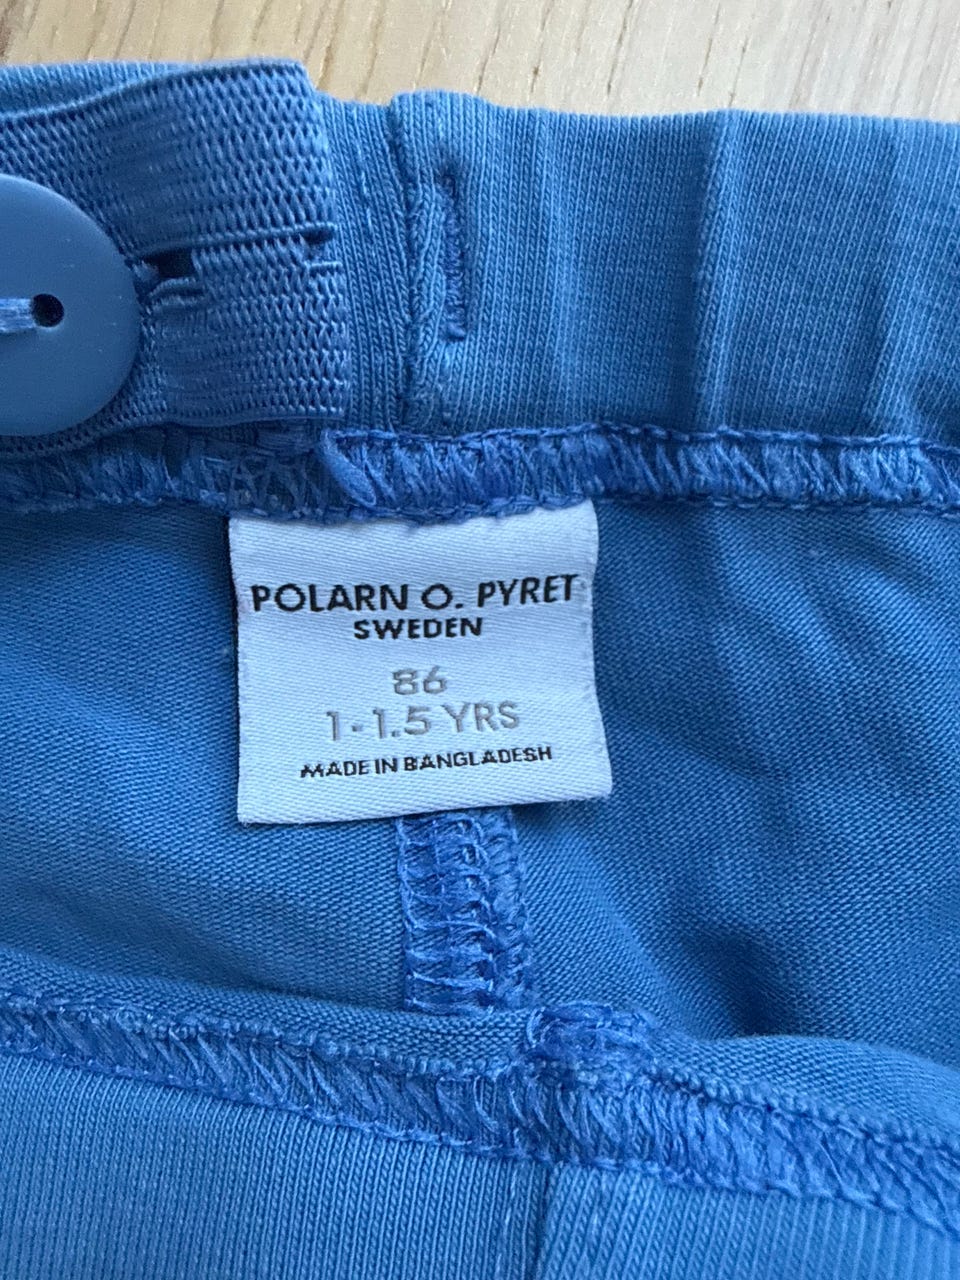 POLARN O. PYRET
SWEDEN
86
1-1.5 YRS
MADE IN BANGLADESH